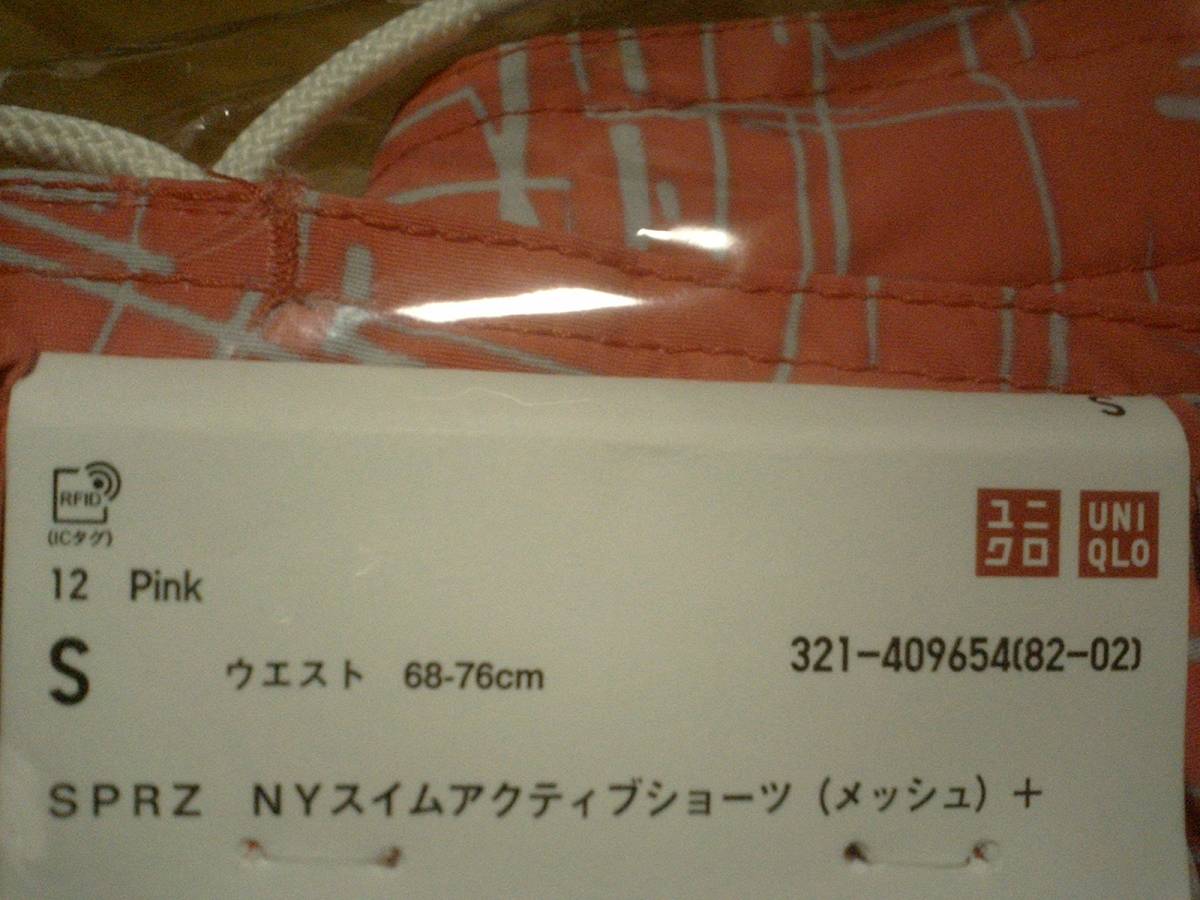 S
RFID
(ICタグ)
ユニ
クロ
UNI
QLO
12 Pink
S ウエスト 68-76cm
321-409654(82-02)
SPRZ NYスイムアクティブショーツ（メッシュ）＋